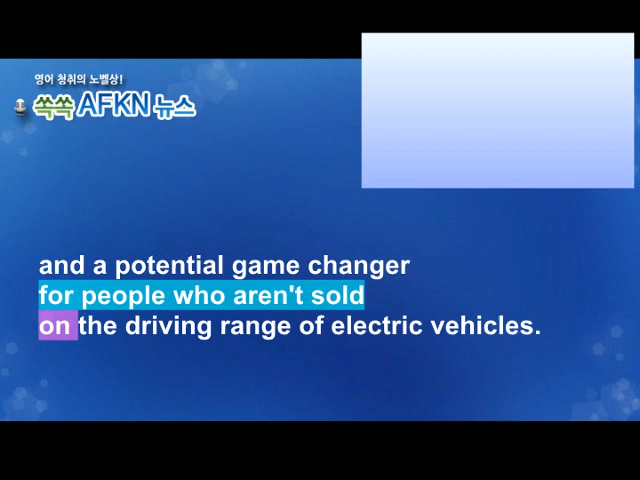 영어 청취의 노벨상!
쏙쏙 AFKN 뉴스
and a potential game changer
for people who aren't sold
on the driving range of electric vehicles.